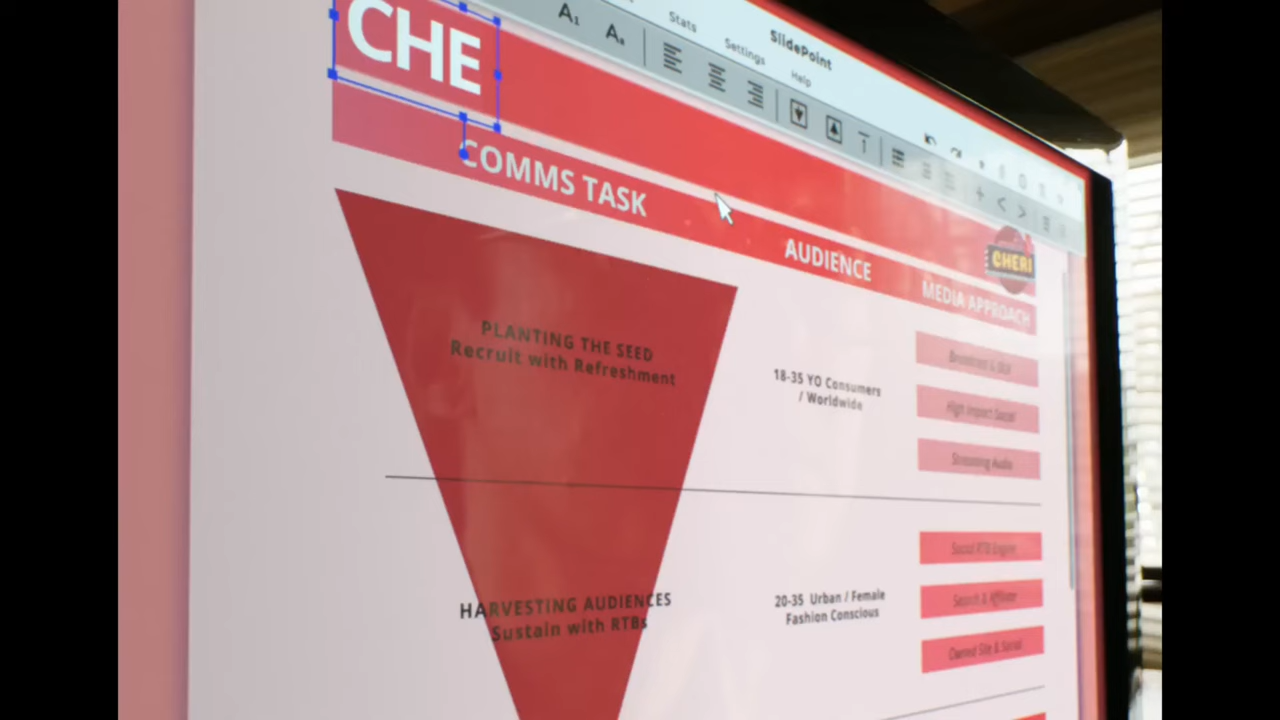 Stats
SlidePoint
Settings
Help
CHE
COMMS TASK
AUDIENCE
MEDIA APPROACH
CHERI
PLANTING THE SEED
Recruit with Refreshment
18-35 YO Consumers
/ Worldwide
High Impact Social
Streaming Audio
HARVESTING AUDIENCES
Sustain with RTBs
20-35 Urban / Female
Fashion Conscious
Social RTB Engine
Search & Affiliate
Owned Site & Social